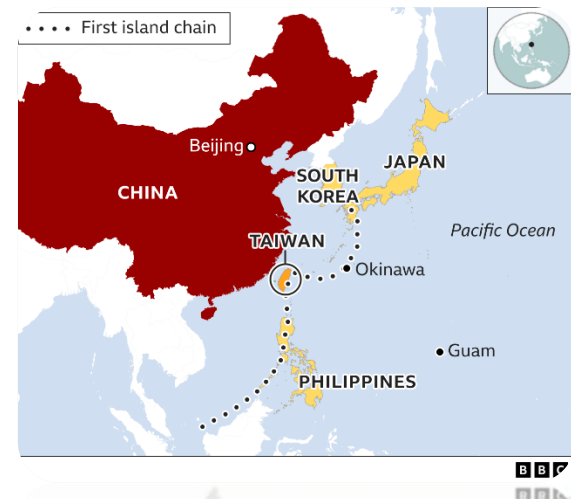 First island chain
Beijing
CHINA
SOUTH
KOREA
JAPAN
TAIWAN
Pacific Ocean
Okinawa
Guam
PHILIPPINES
BBC